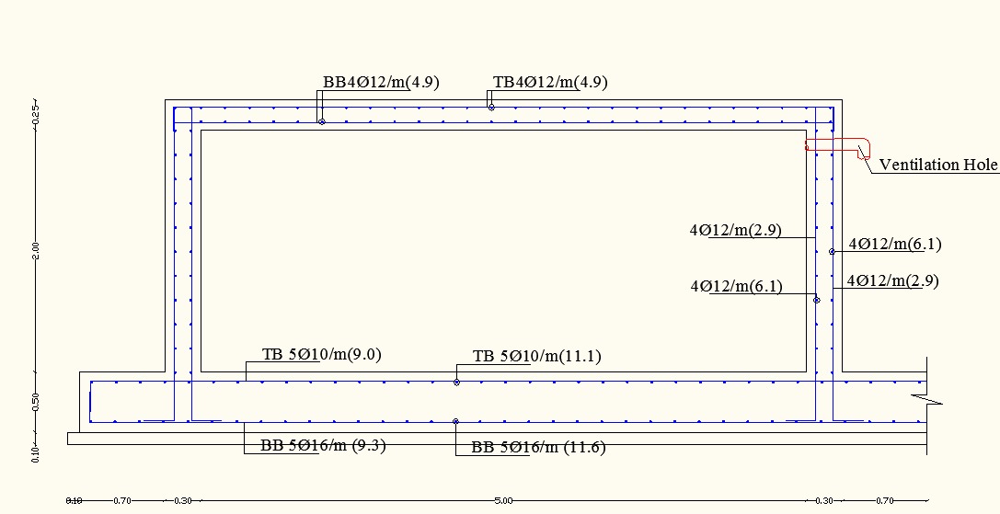 BB4Ø12/m(4.9)
TB4Ø12/m(4.9)
0.25
Ventilation Hole
4Ø12/m(2.9)
4Ø12/m(6.1)
2.00
4Ø12/m(6.1)
4Ø12/m(2.9)
TB 5Ø10/m(9.0)
TB 5Ø10/m(11.1)
0.50
BB 5Ø16/m (9.3)
BB 5Ø16/m (11.6)
0.10
0.10
0.70
0.30
5.00
0.30
0.70